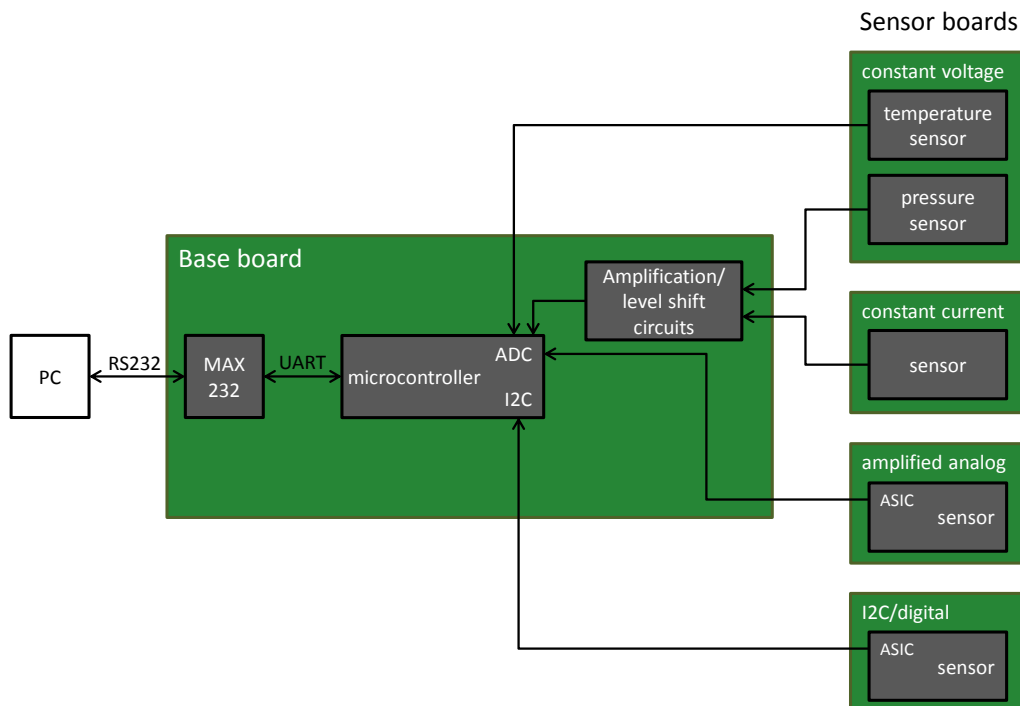 Sensor boards
constant voltage
temperature
sensor
pressure
sensor
Base board
Amplification/
level shift
circuits
constant current
sensor
PC
RS232
MAX
232
UART
microcontroller
ADC
I2C
amplified analog
ASIC
sensor
I2C/digital
ASIC
sensor